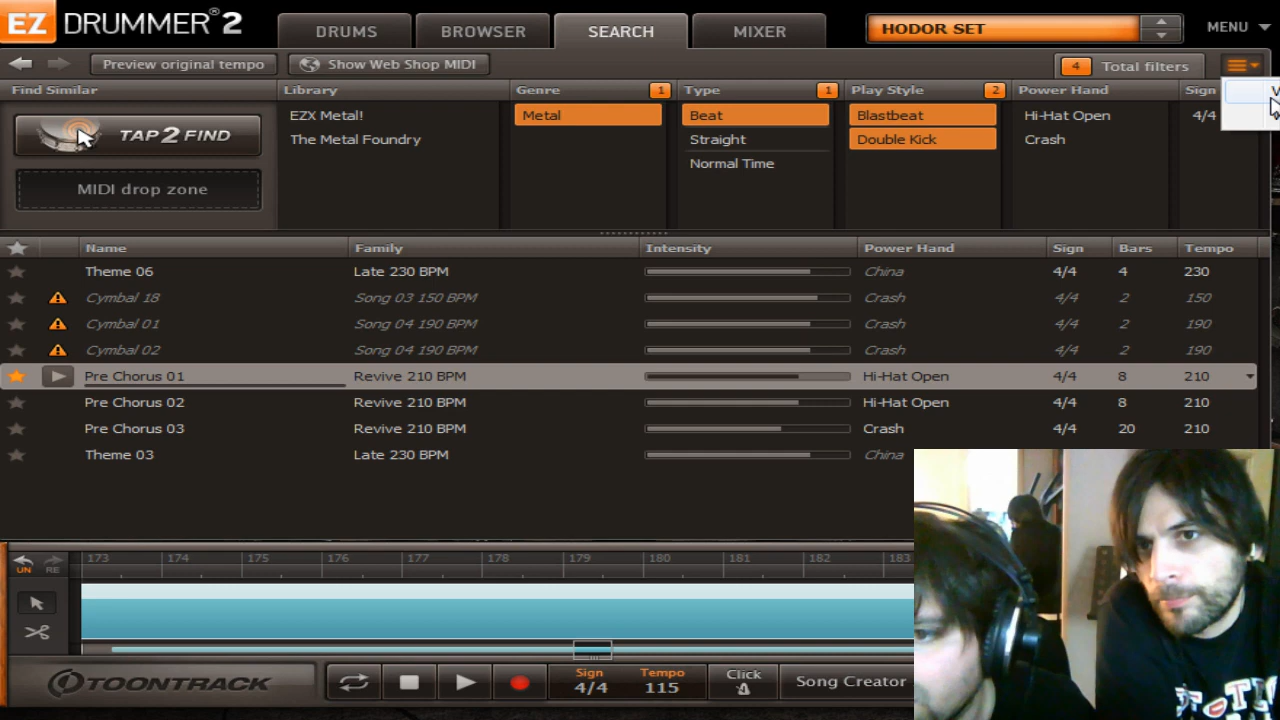 EZ DRUMMER® 2
DRUMS
BROWSER
SEARCH
MIXER
HODOR SET
MENU
Preview original tempo
Show Web Shop MIDI
4 Total filters
Find Similar
Library
Genre 1
Type 1
Play Style 2
Power Hand
Sign
TAP2FIND
MIDI drop zone
EZX Metal!
The Metal Foundry
Metal
Beat
Straight
Normal Time
Blastbeat
Double Kick
Hi-Hat Open
Crash
4/4
V
Name Family Intensity Power Hand Sign Bars Tempo
Theme 06 Late 230 BPM China 4/4 4 230
Cymbal 18 Song 03 150 BPM Crash 4/4 2 150
Cymbal 01 Song 04 190 BPM Crash 4/4 2 190
Cymbal 02 Song 04 190 BPM Crash 4/4 2 190
Pre Chorus 01 Revive 210 BPM Hi-Hat Open 4/4 8 210
Pre Chorus 02 Revive 210 BPM Hi-Hat Open 4/4 8 210
Pre Chorus 03 Revive 210 BPM Crash 4/4 20 210
Theme 03 Late 230 BPM China
UN RE
173 174 175 176 177 178 179 180 181 182 183
TOONTRACK
Sign 4/4
Tempo 115
Click
Song Creator